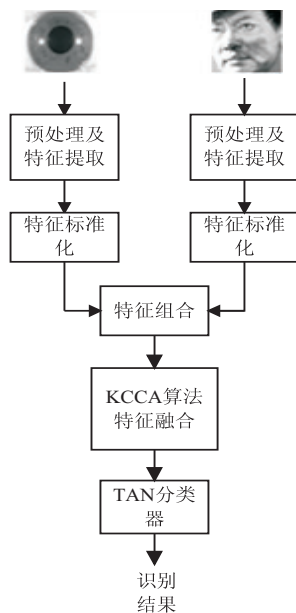 预处理及
特征提取
预处理及
特征提取
特征标准
化
特征标准
化
特征组合
KCCA算法
特征融合
TAN分类
器
识别
结果